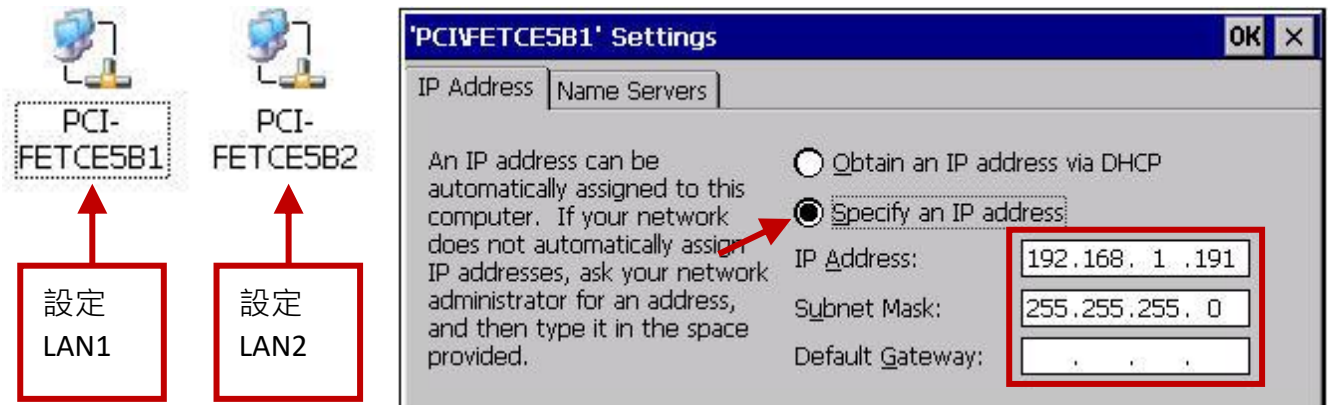 PCI-
FETCE5B1
PCI-
FETCE5B2
設定
LAN1
設定
LAN2
'PCI\FETCE5B1' Settings
OK ×
IP Address
Name Servers
An IP address can be
automatically assigned to this
computer. If your network
does not automatically assign
IP addresses, ask your network
administrator for an address,
and then type it in the space
provided.
Obtain an IP address via DHCP
Specify an IP address
IP Address: 192.168. 1 .191
Subnet Mask: 255.255.255. 0
Default Gateway: . . .